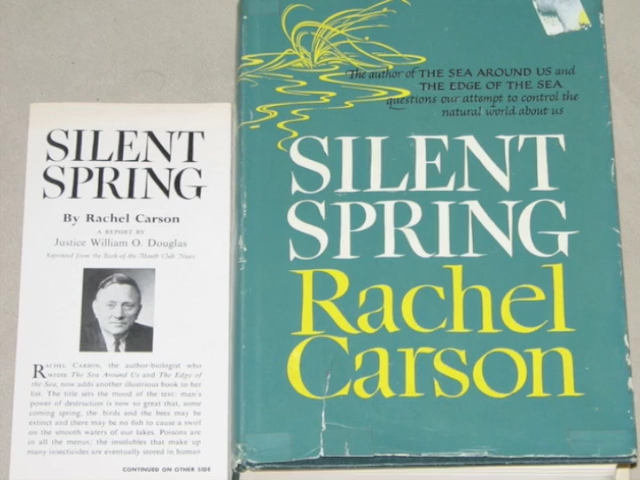 SILENT
SPRING
By Rachel Carson
A REPORT BY
Justice William O. Douglas
Reprinted from the Book-of-the-Month Club News
RACHEL CARSON, the author-biologist who
wrote The Sea Around Us and The Edge of
the Sea, now adds another illustrious book to her
list. The title sets the mood of the text: man's
power of destruction is now so great that, some
coming spring, the birds and the bees may be
extinct and there may be no fish to cause a swirl
on the smooth waters of our lakes. Poisons are
in all the menus; the insolubles that make up
many insecticides are eventually stored in human
CONTINUED ON OTHER SIDE
The author of THE SEA AROUND US and
THE EDGE OF THE SEA
questions our attempt to control the
natural world about us
SILENT
SPRING
Rachel
Carson